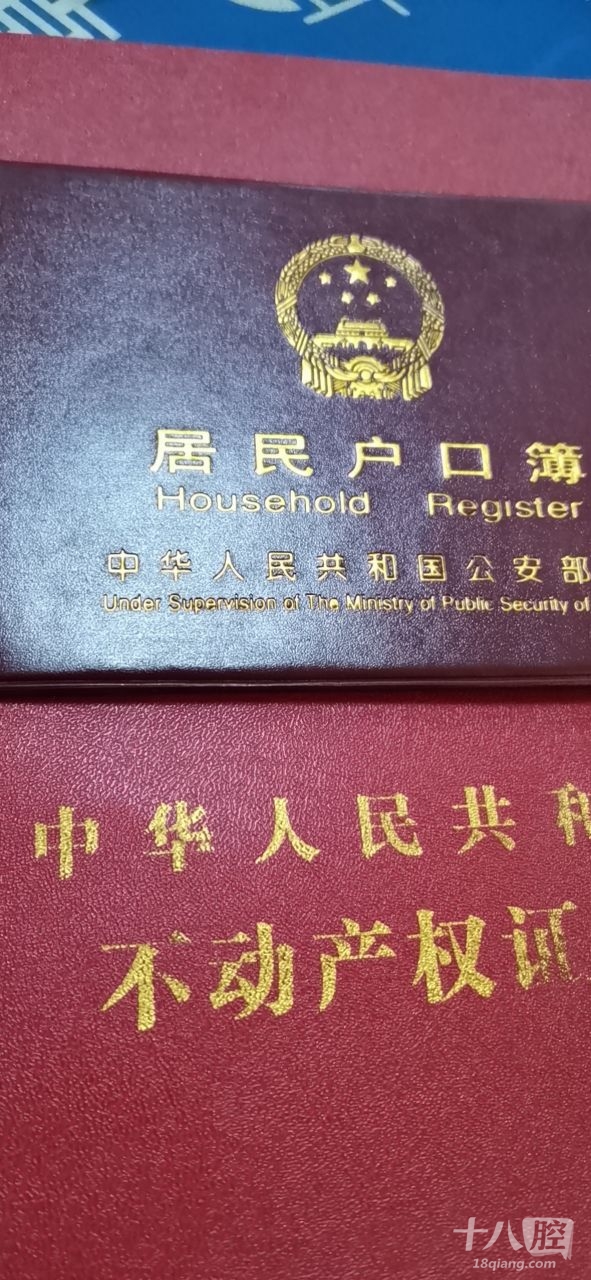 居民户口簿
Household Register
中华人民共和国公安部
Under Supervision of The Ministry of Public Security of
中华人民共和
不动产权证
十八腔
18qiang.com